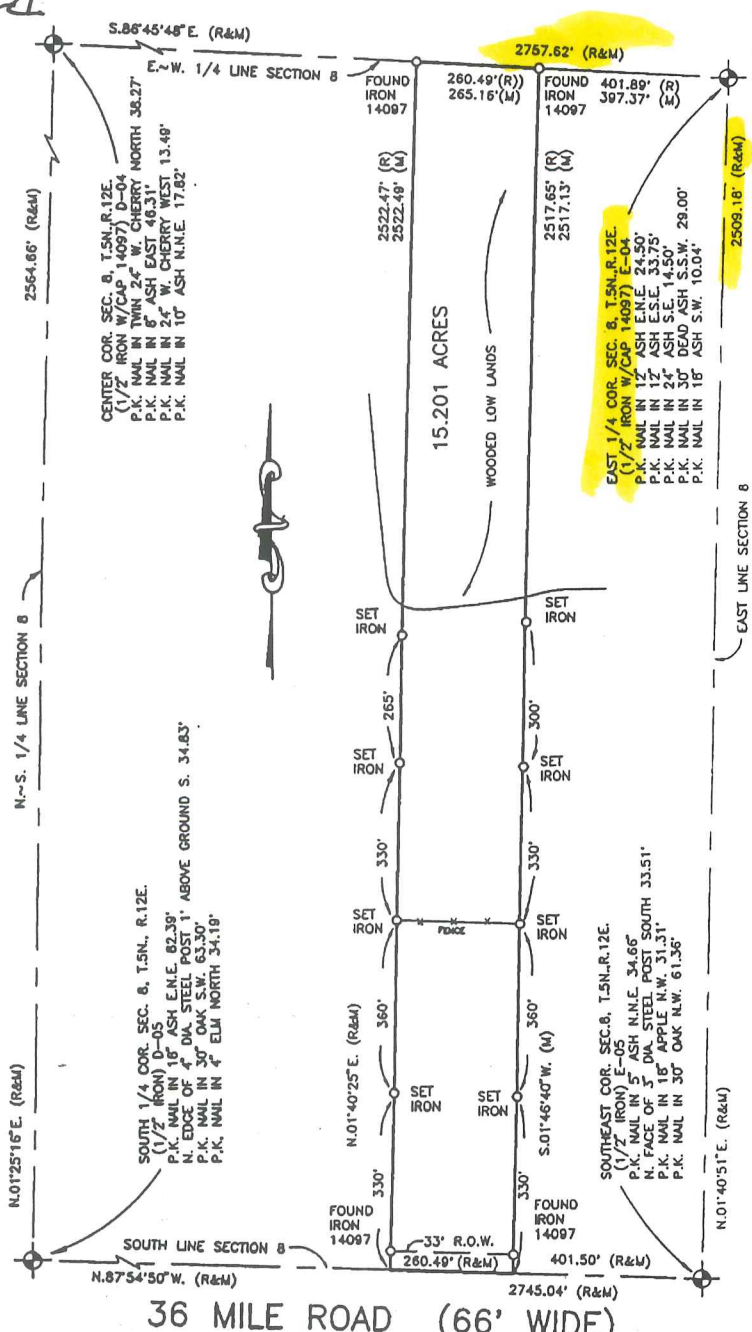 S.86°45'48"E. (R&M)
E.~W. 1/4 LINE SECTION 8
2757.62' (R&M)
FOUND
IRON
14097
260.49'(R))
265.16'(M)
FOUND
IRON
14097
401.89' (R)
397.37' (M)
2564.66' (R&M)
CENTER COR. SEC. 8, T.5N.,R.12E.
(1/2" IRON W/CAP 14097) D-04
P.K. NAIL IN TWIN 24" W. CHERRY NORTH 38.27'
P.K. NAIL IN 8" ASH EAST 46.31'
P.K. NAIL IN 24" W. CHERRY WEST 13.49'
P.K. NAIL IN 10" ASH N.N.E. 17.82'
2522.47' (R)
2522.49' (M)
2517.65' (R)
2517.13' (M)
2509.18' (R&M)
15.201 ACRES
WOODED LOW LANDS
EAST 1/4 COR. SEC. 8, T.5N.,R.12E.
(1/2" IRON W/CAP 14097) E-04
P.K. NAIL IN 12" ASH E.N.E. 24.50'
P.K. NAIL IN 12" ASH E.S.E. 33.75'
P.K. NAIL IN 24" ASH S.E. 14.50'
P.K. NAIL IN 30" DEAD ASH S.S.W. 29.00'
P.K. NAIL IN 18" ASH S.W. 10.04'
N.~S. 1/4 LINE SECTION 8
EAST LINE SECTION 8
SET
IRON
SET
IRON
265'
300'
SET
IRON
SET
IRON
330'
330'
SET
IRON
FENCE
SET
IRON
SOUTH 1/4 COR. SEC. 8, T.5N., R.12E.
(1/2" IRON) D-05
P.K. NAIL IN 16" ASH E.N.E. 82.39'
N. EDGE OF 4" DIA. STEEL POST 1' ABOVE GROUND S. 34.83'
P.K. NAIL IN 30" OAK S.W. 63.30'
P.K. NAIL IN 4" ELM NORTH 34.19'
360'
360'
N.01°40'25"E. (R&M)
S.01°46'40"W. (M)
SET
IRON
SET
IRON
SOUTHEAST COR. SEC.8, T.5N.,R.12E.
(1/2" IRON) E-05
P.K. NAIL IN 5" ASH N.N.E. 34.66'
N. FACE OF 3" DIA. STEEL POST SOUTH 33.51'
P.K. NAIL IN 18" APPLE N.W. 31.31'
P.K. NAIL IN 30" OAK N.W. 61.36'
N.01°25'16"E. (R&M)
N.01°40'51"E. (R&M)
330'
330'
FOUND
IRON
14097
FOUND
IRON
14097
SOUTH LINE SECTION 8
33' R.O.W.
260.49' (R&M)
401.50' (R&M)
N.87°54'50"W. (R&M)
2745.04' (R&M)
36 MILE ROAD (66' WIDE)